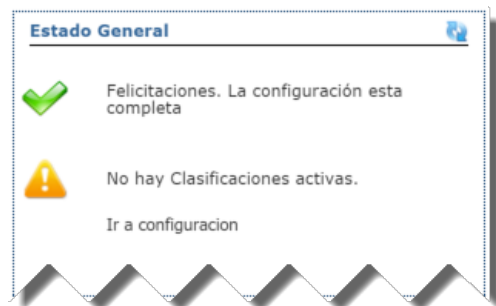 Estado General
Felicitaciones. La configuración esta
completa
No hay Clasificaciones activas.
Ir a configuracion